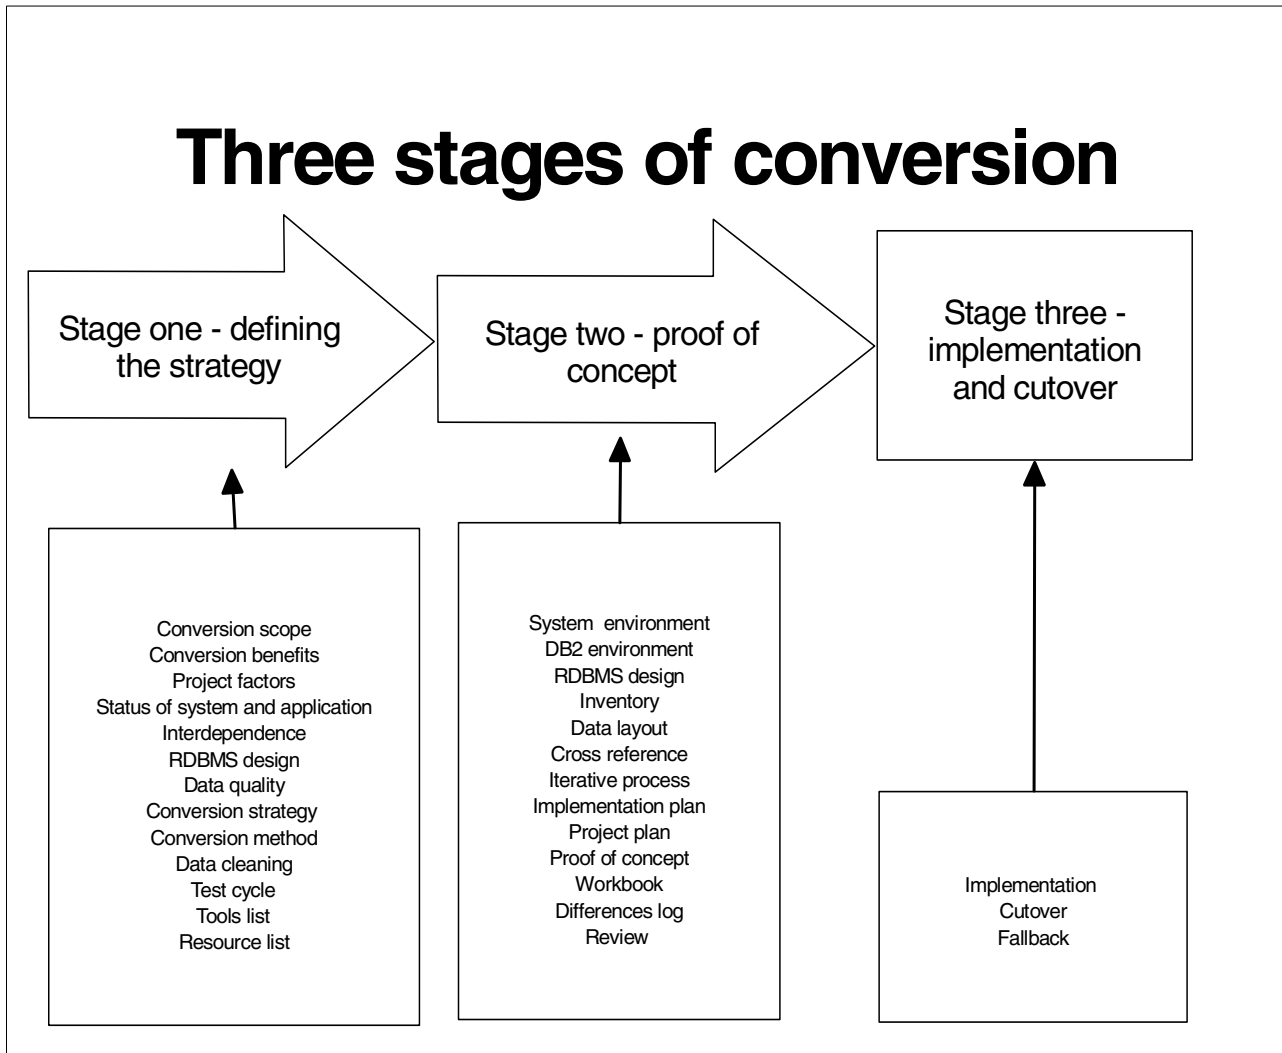 Three stages of conversion
Stage one - defining
the strategy
Stage two - proof of
concept
Stage three -
implementation
and cutover
Conversion scope
Conversion benefits
Project factors
Status of system and application
Interdependence
RDBMS design
Data quality
Conversion strategy
Conversion method
Data cleaning
Test cycle
Tools list
Resource list
System environment
DB2 environment
RDBMS design
Inventory
Data layout
Cross reference
Iterative process
Implementation plan
Project plan
Proof of concept
Workbook
Differences log
Review
Implementation
Cutover
Fallback